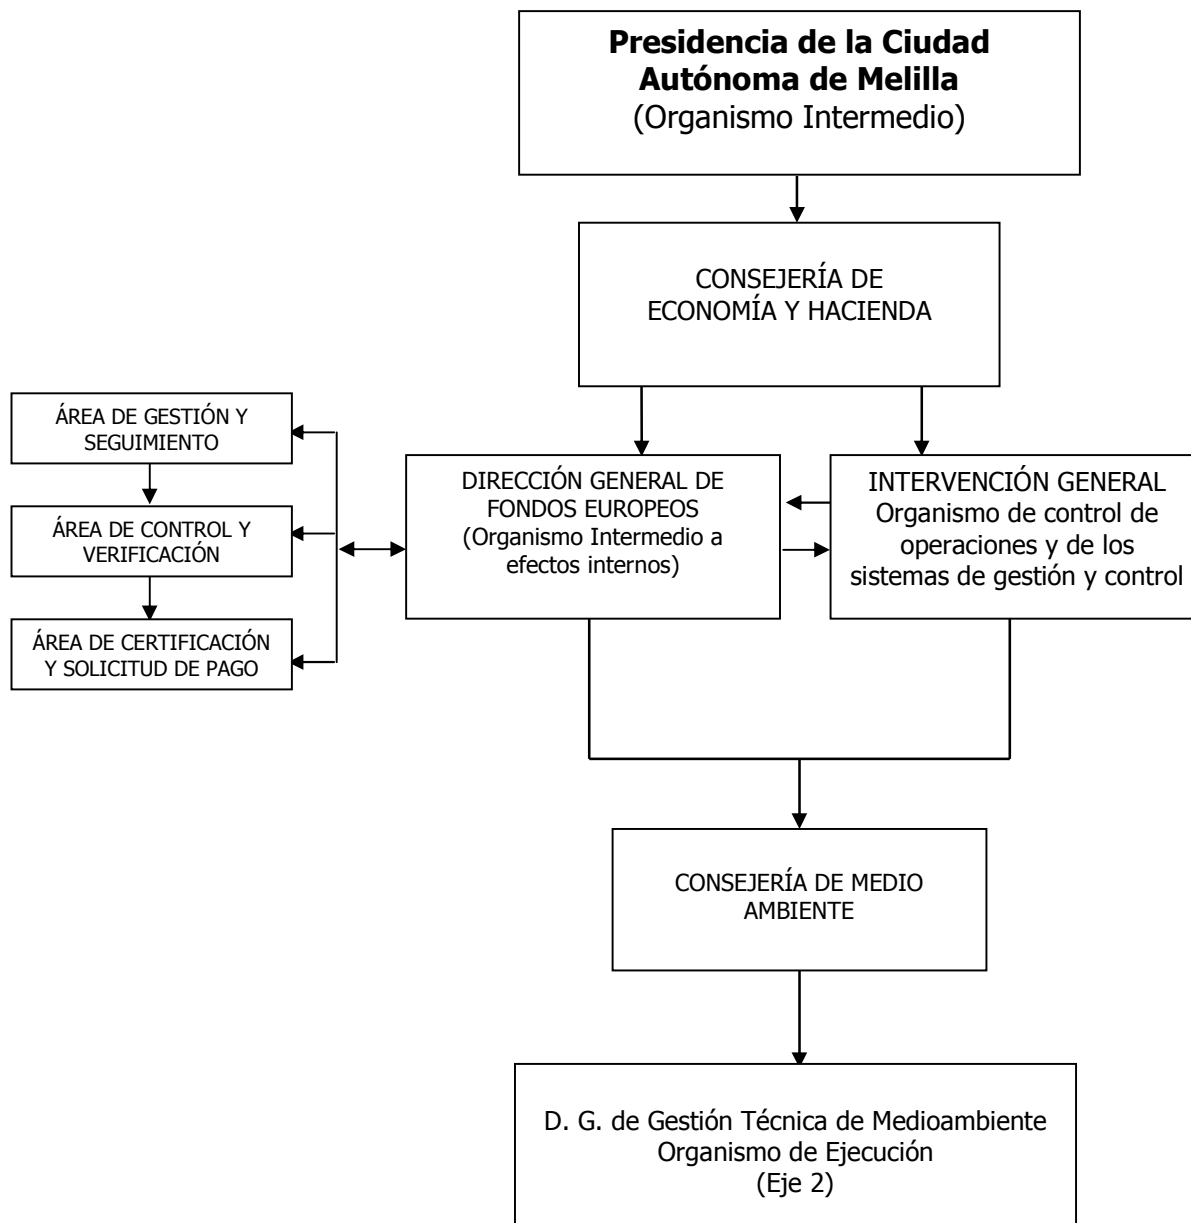 Presidencia de la Ciudad
Autónoma de Melilla
(Organismo Intermedio)
CONSEJERÍA DE
ECONOMÍA Y HACIENDA
ÁREA DE GESTIÓN Y
SEGUIMIENTO
ÁREA DE CONTROL Y
VERIFICACIÓN
ÁREA DE CERTIFICACIÓN
Y SOLICITUD DE PAGO
DIRECCIÓN GENERAL DE
FONDOS EUROPEOS
(Organismo Intermedio a
efectos internos)
INTERVENCIÓN GENERAL
Organismo de control de
operaciones y de los
sistemas de gestión y control
CONSEJERÍA DE MEDIO
AMBIENTE
D. G. de Gestión Técnica de Medioambiente
Organismo de Ejecución
(Eje 2)